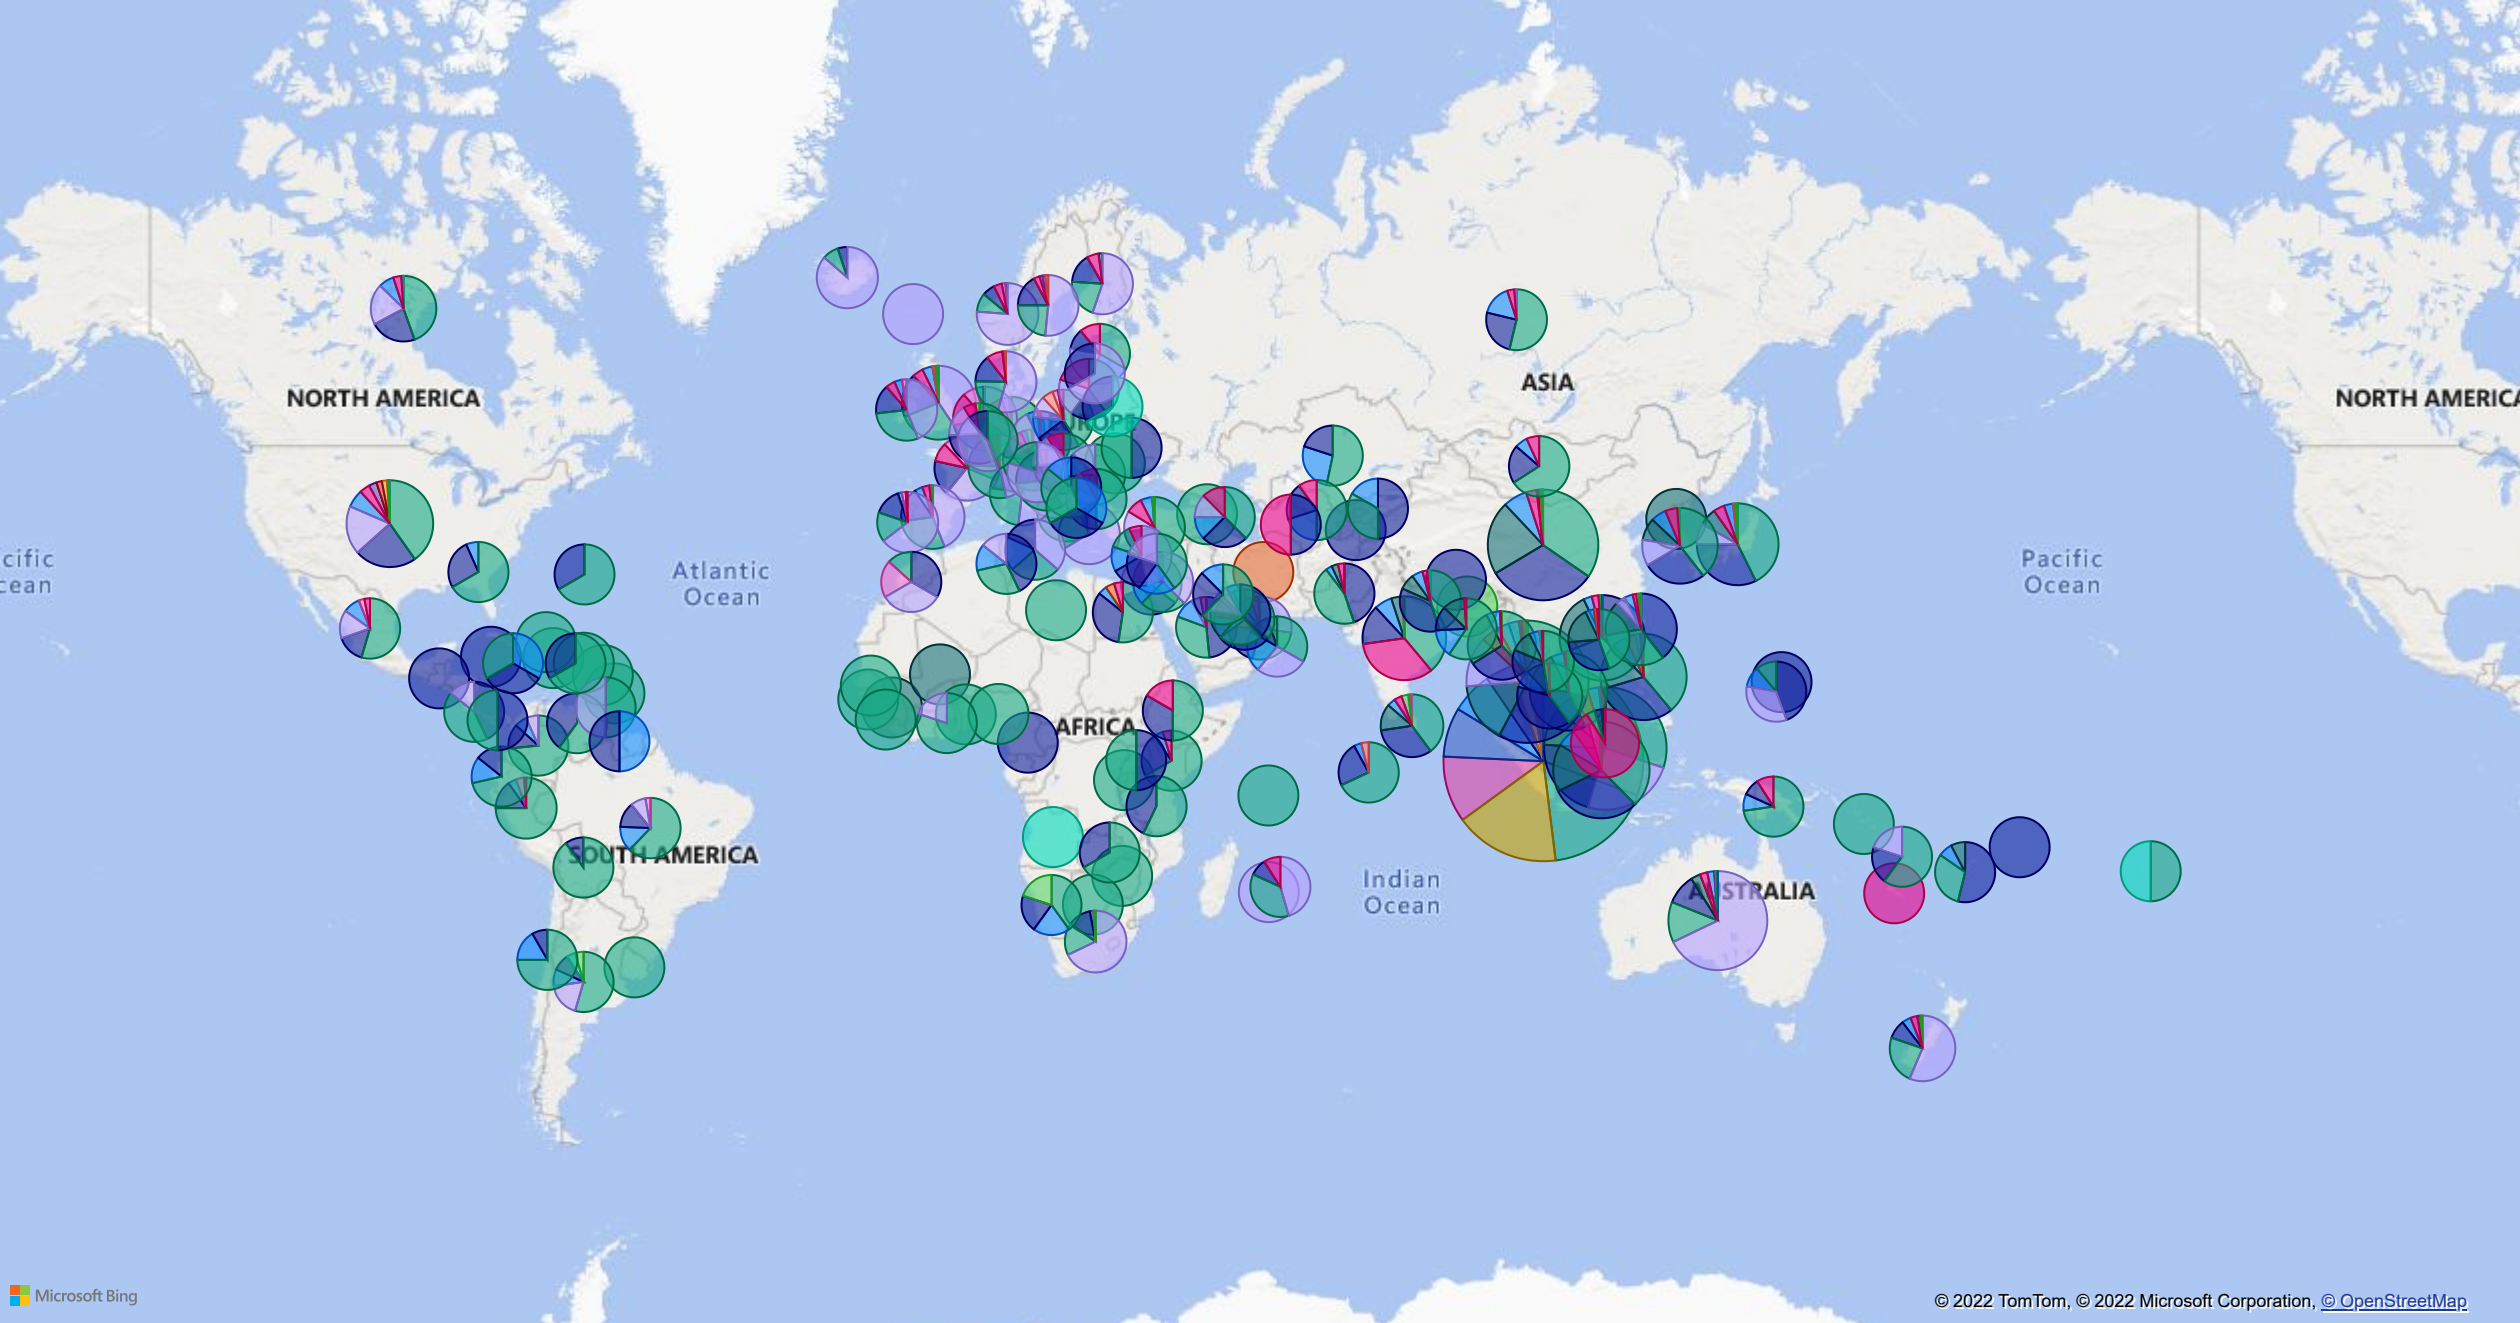 NORTH AMERICA
ASIA
NORTH AMERICA
EUROPE
cific
cean
Atlantic
Ocean
Pacific
Ocean
AFRICA
SOUTH AMERICA
Indian
Ocean
AUSTRALIA
Microsoft Bing
© 2022 TomTom, © 2022 Microsoft Corporation, © OpenStreetMap